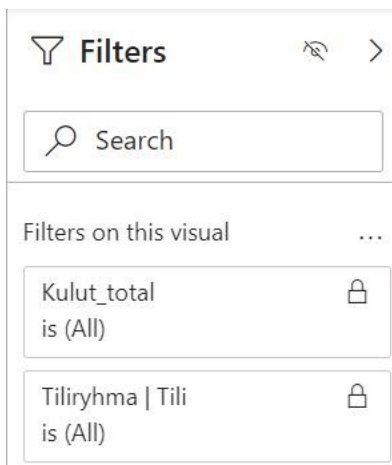 Filters
Search
Filters on this visual
...
Kulut_total
is (All)
Tiliryhma | Tili
is (All)